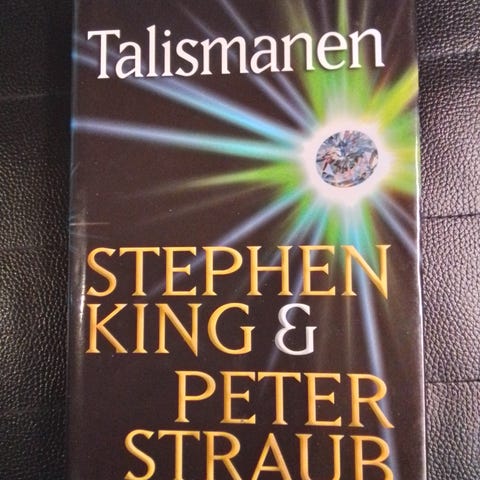 Talismanen
STEPHEN
KING &
PETER
STRAUB